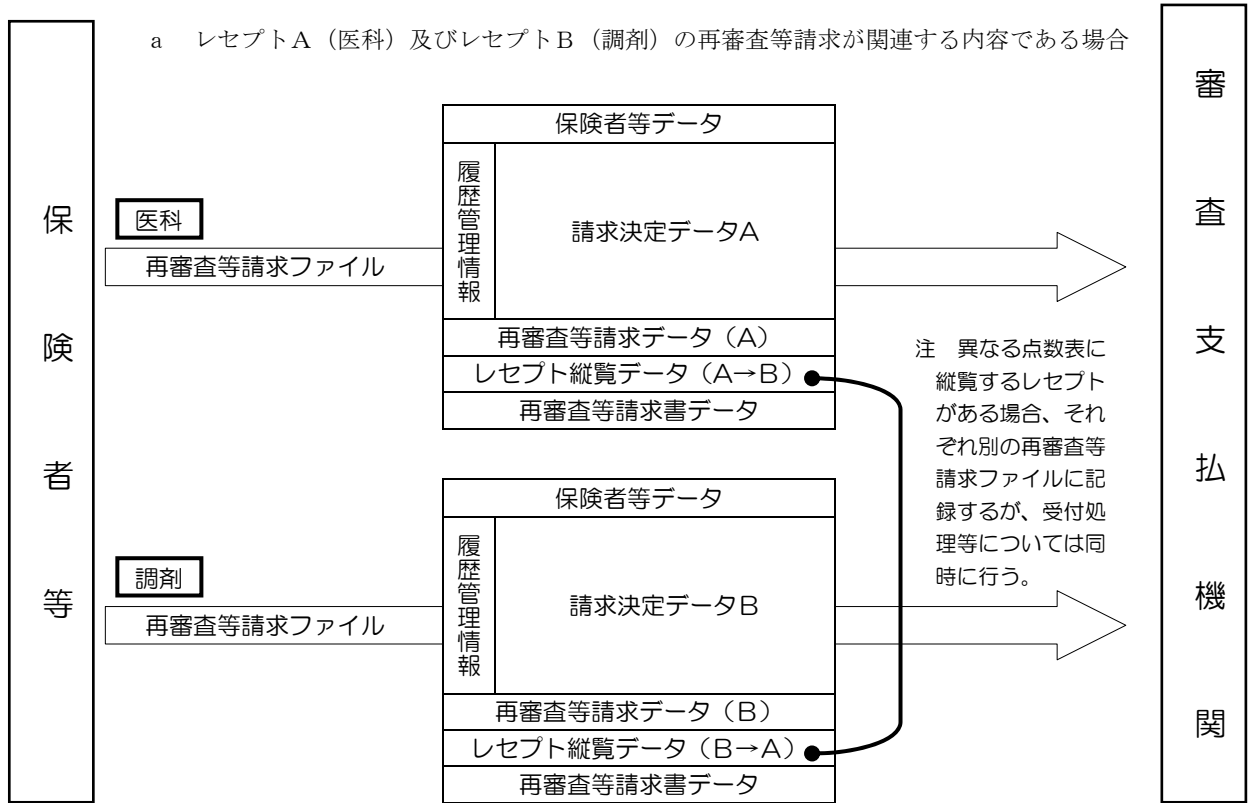 a レセプトA（医科）及びレセプトB（調剤）の再審査等請求が関連する内容である場合
保険者等
医科
再審査等請求ファイル
保険者等データ
履歴管理情報
請求決定データA
再審査等請求データ（A）
レセプト縦覧データ（A→B）
再審査等請求書データ
調剤
再審査等請求ファイル
保険者等データ
履歴管理情報
請求決定データB
再審査等請求データ（B）
レセプト縦覧データ（B→A）
再審査等請求書データ
注 異なる点数表に
縦覧するレセプト
がある場合、それ
ぞれ別の再審査等
請求ファイルに記
録するが、受付処
理等については同
時に行う。
審査支払機関